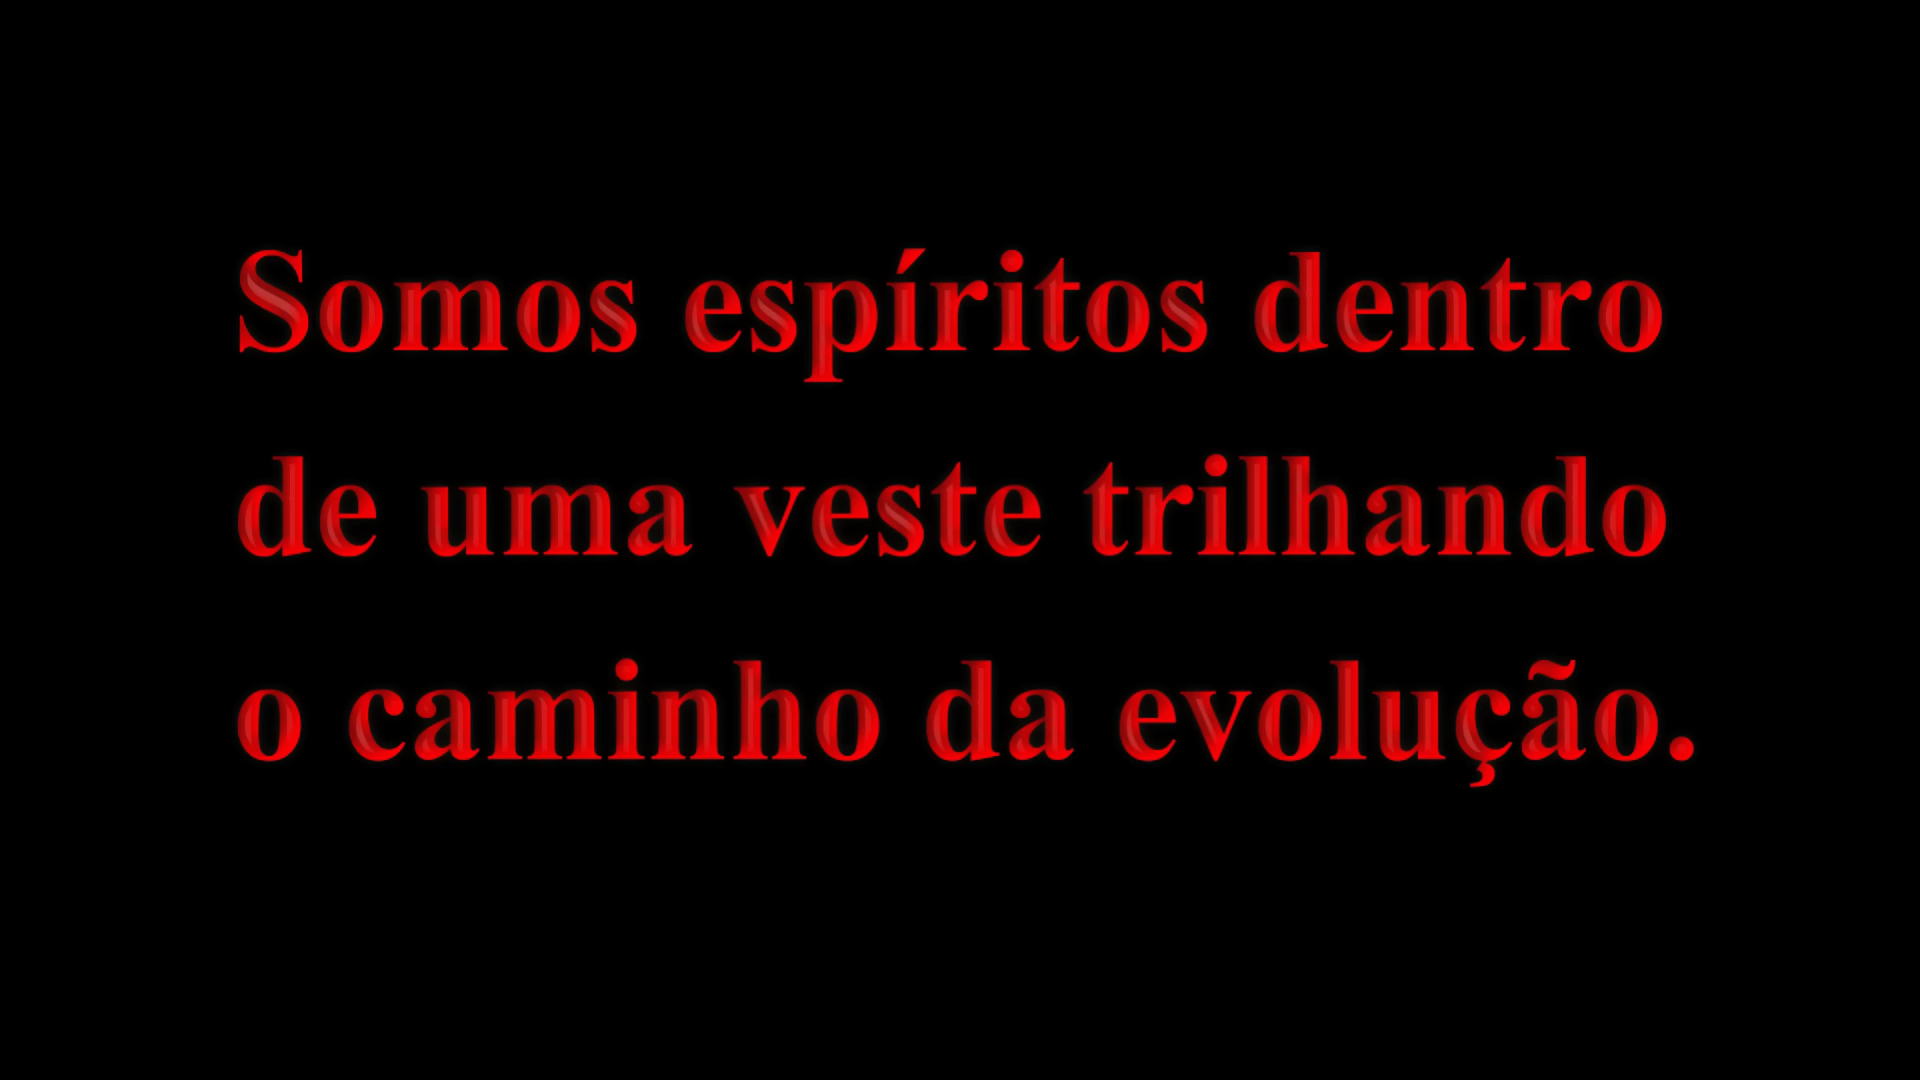 Somos espíritos dentro
de uma veste trilhando
o caminho da evolução.